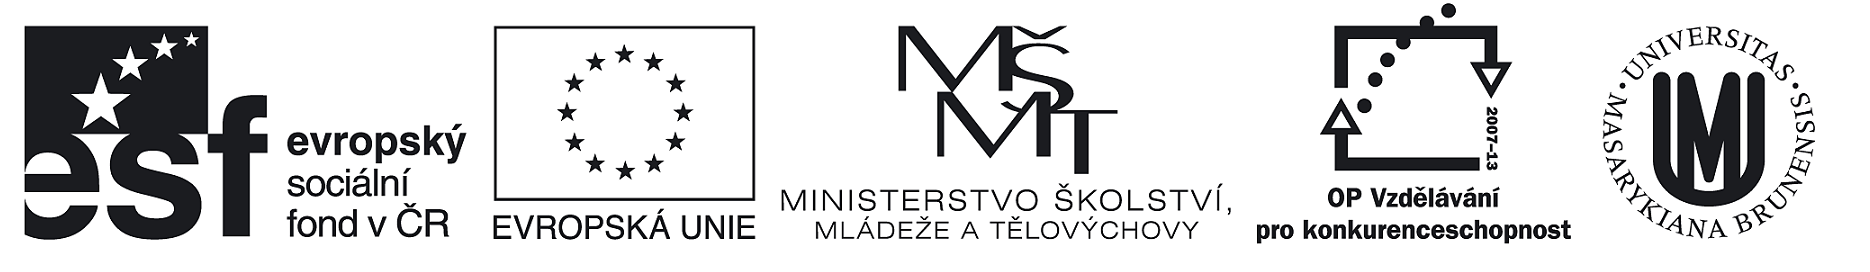 esf
evropský
sociální
fond v ČR
EVROPSKÁ UNIE
MŠMT
MINISTERSTVO ŠKOLSTVÍ,
MLÁDEŽE A TĚLOVÝCHOVY
2007-13
OP Vzdělávání
pro konkurenceschopnost
UNIVERSITAS · MASARYKIANA BRUNENSIS ·
MU